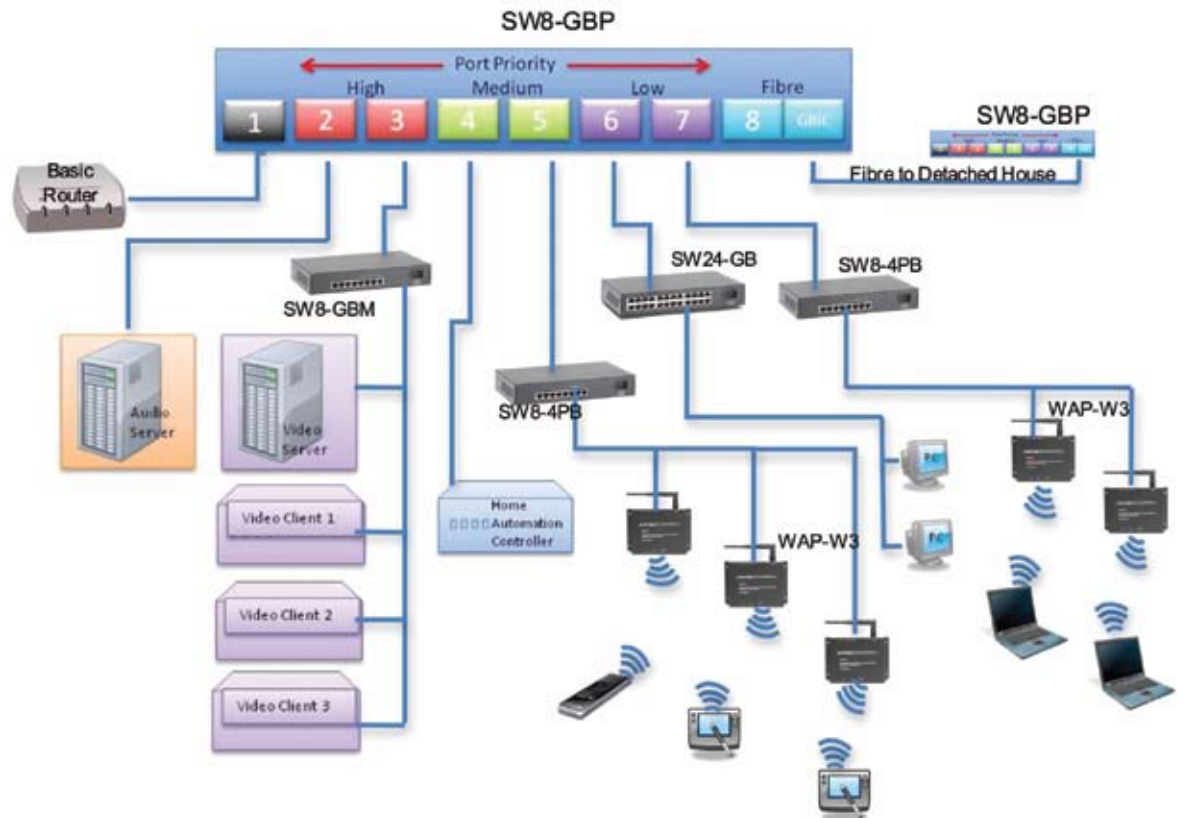 SW8-GBP
Port Priority
High Medium Low Fibre
1 2 3 4 5 6 7 8 GBIC
SW8-GBP
Port Priority
Fibre to Detached House
Basic
Router
SW8-GBM
SW24-GB
SW8-4PB
SW8-4PB
Audio
Server
Video
Server
Video Client 1
Video Client 2
Video Client 3
Home
Automation
Controller
WAP-W3
WAP-W3
PC
PC